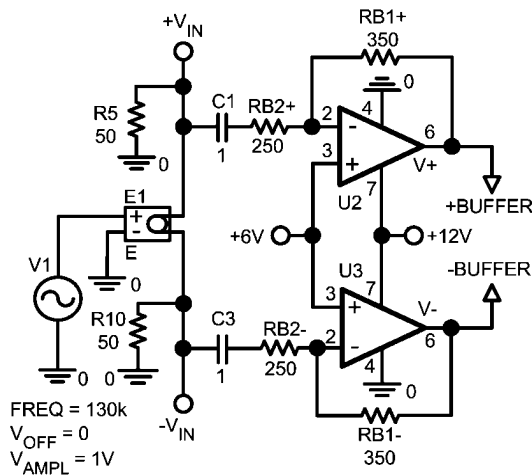 +V_IN
RB1+
350
0
R5
50
0
C1
1
RB2+
250
2
-
3
+
4
6
V+
7
U2
+BUFFER
E1
+
-
E
0
+6V
+12V
V1
0
U3
-BUFFER
3
+
2
-
7
V-
6
4
0
R10
50
0
C3
1
RB2-
250
RB1-
350
-V_IN
FREQ = 130k
V_OFF = 0
V_AMPL = 1V